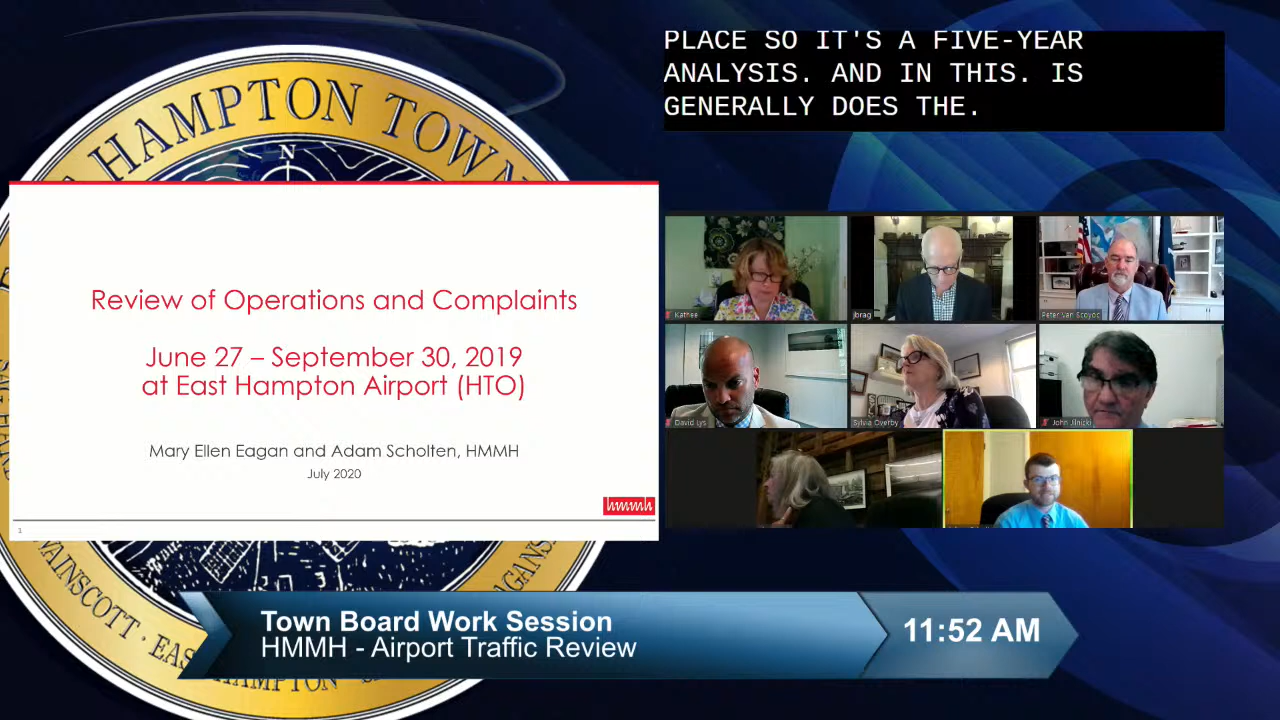 PLACE SO IT'S A FIVE-YEAR
ANALYSIS. AND IN THIS. IS
GENERALLY DOES THE.
HAMPTON TOWN
N
Review of Operations and Complaints
June 27 – September 30, 2019
at East Hampton Airport (HTO)
Mary Ellen Eagan and Adam Scholten, HMMH
July 2020
hmmh
Kathee
jbrag
Peter Van Scoyoc
David Lys
Sylvia Overby
John Jilnicki
WAINSCOTT · EAS
HAMPTON
Town Board Work Session
HMMH - Airport Traffic Review
11:52 AM